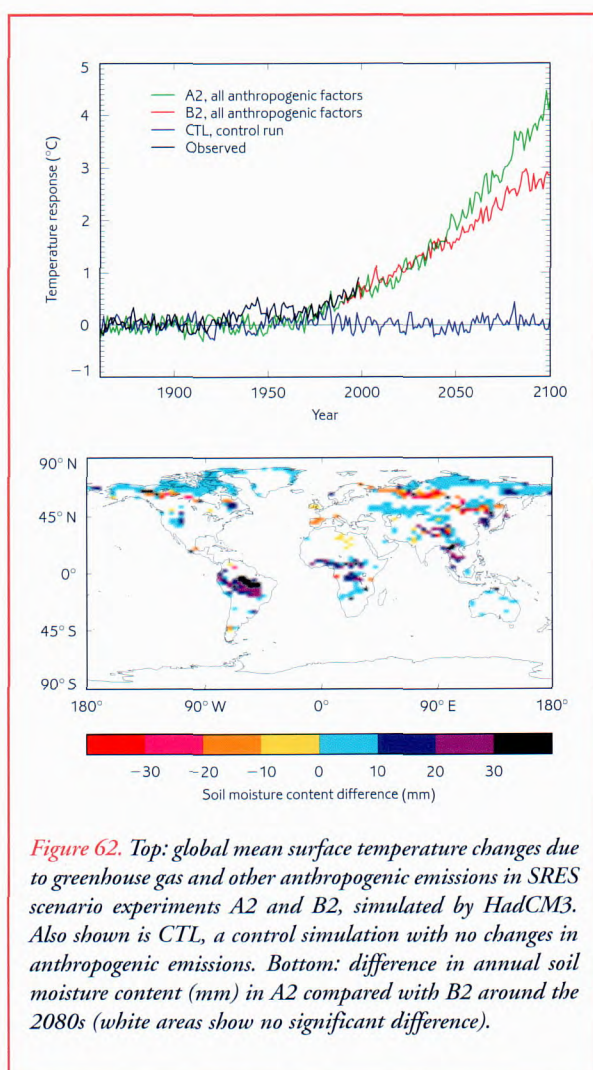 5
4
3
2
1
0
−1
Temperature response (°C)
A2, all anthropogenic factors
B2, all anthropogenic factors
CTL, control run
Observed
1900 1950 2000 2050 2100
Year
90° N
45° N
0°
45° S
90° S
180° 90° W 0° 90° E 180°
−30 −20 −10 0 10 20 30
Soil moisture content difference (mm)
Figure 62. Top: global mean surface temperature changes due
to greenhouse gas and other anthropogenic emissions in SRES
scenario experiments A2 and B2, simulated by HadCM3.
Also shown is CTL, a control simulation with no changes in
anthropogenic emissions. Bottom: difference in annual soil
moisture content (mm) in A2 compared with B2 around the
2080s (white areas show no significant difference).